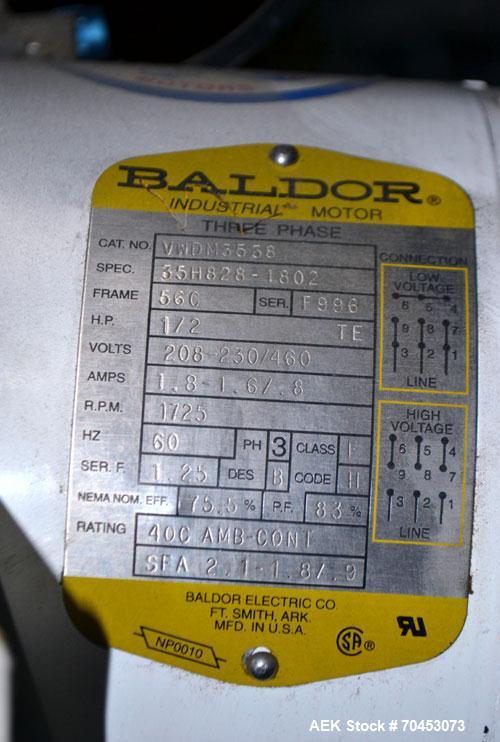 MOTORS
BALDOR®
INDUSTRIAL MOTOR
THREE PHASE
CAT. NO. VWDM3538
SPEC. 35H828-1802
FRAME 56C SER. F996
H.P. 1/2 TE
VOLTS 208-230/460
AMPS 1.8-1.6/.8
R.P.M. 1725
HZ 60 PH 3 CLASS F
SER. F. 1.25 DES B CODE H
NEMA NOM. EFF. 75.5 % P.F. 83 %
RATING 40C AMB-CONT
SFA 2.1-1.8/.9
CONNECTION
LOW
VOLTAGE
6 5 4
9 8 7
3 2 1
LINE
HIGH
VOLTAGE
6 5 4
9 8 7
3 2 1
LINE
BALDOR ELECTRIC CO.
FT. SMITH, ARK.
MFD. IN U.S.A.
NP0010
SA®
RU
AEK Stock # 70453073